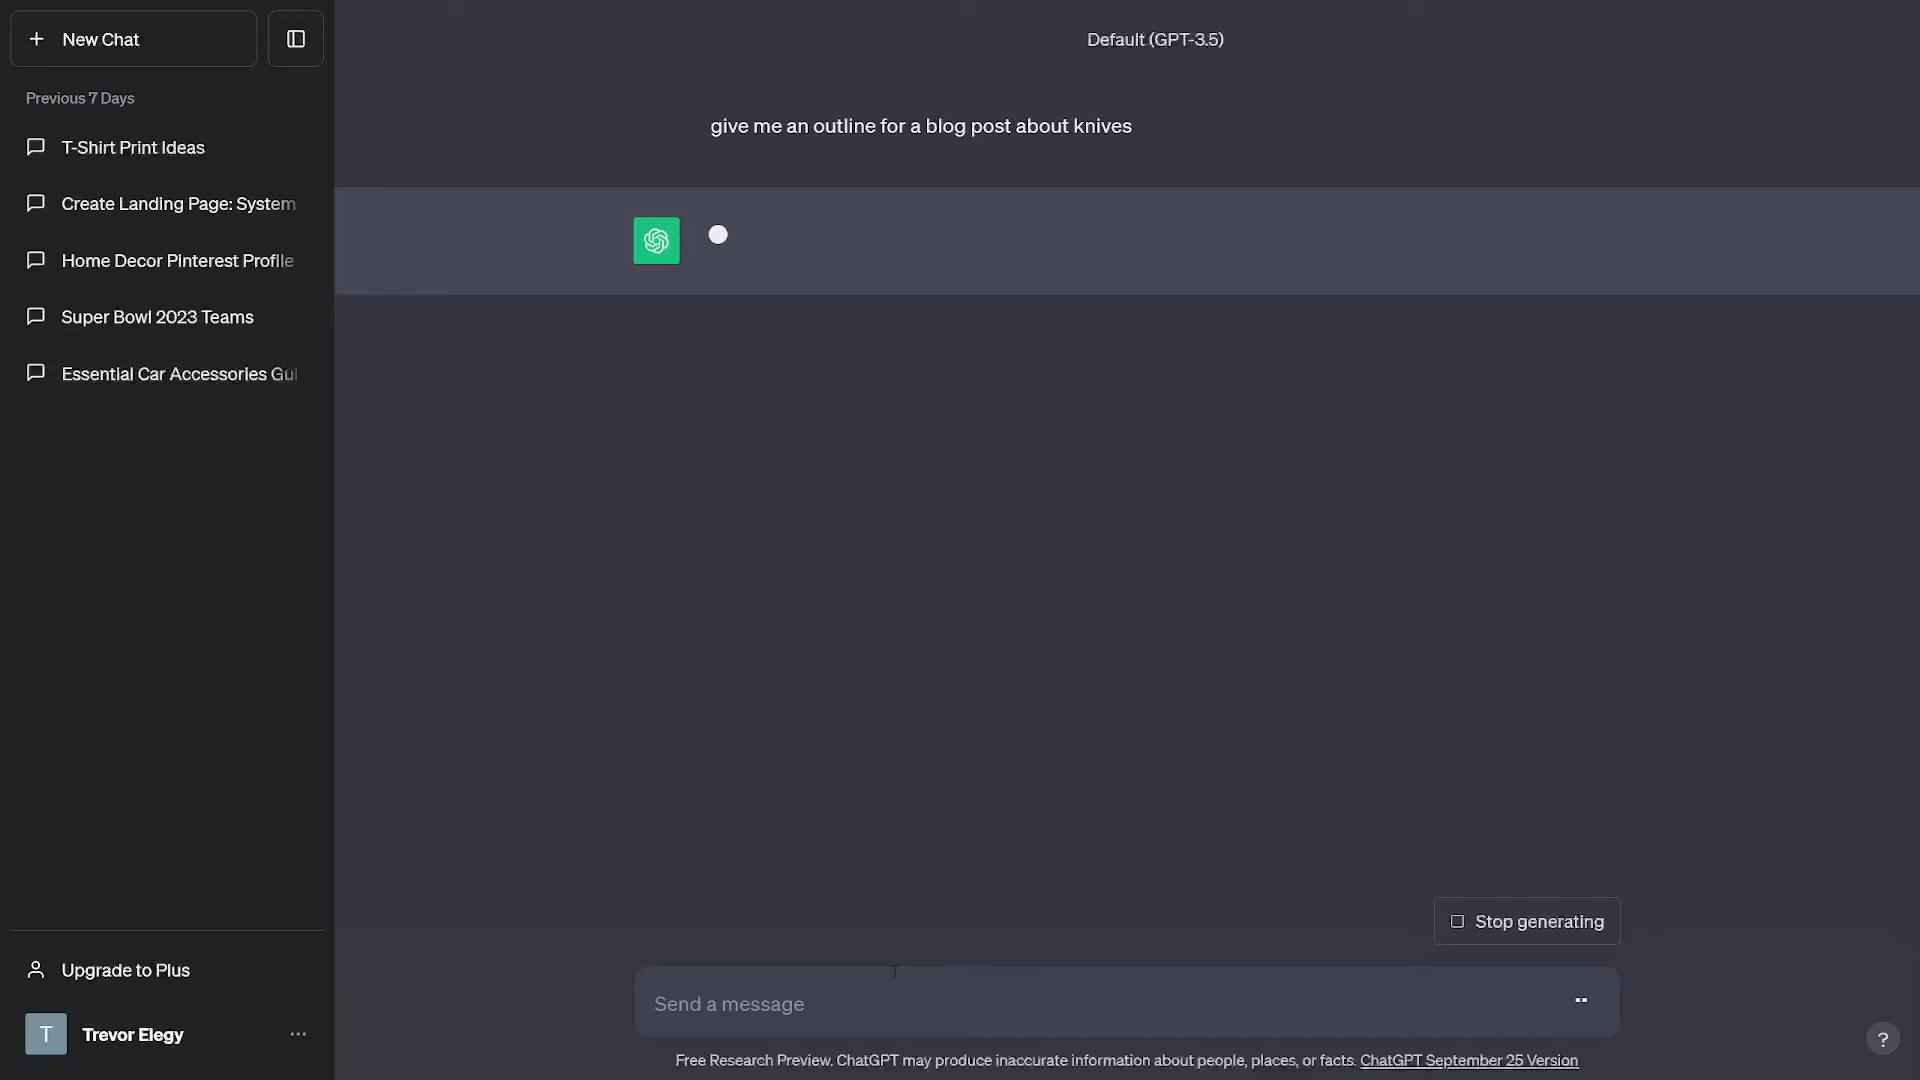 New Chat
Default (GPT-3.5)
Previous 7 Days
give me an outline for a blog post about knives
T-Shirt Print Ideas
Create Landing Page: System
Home Decor Pinterest Profile
Super Bowl 2023 Teams
Essential Car Accessories Gui
Stop generating
Upgrade to Plus
Send a message
T
Trevor Elegy
?
Free Research Preview. ChatGPT may produce inaccurate information about people, places, or facts. ChatGPT September 25 Version